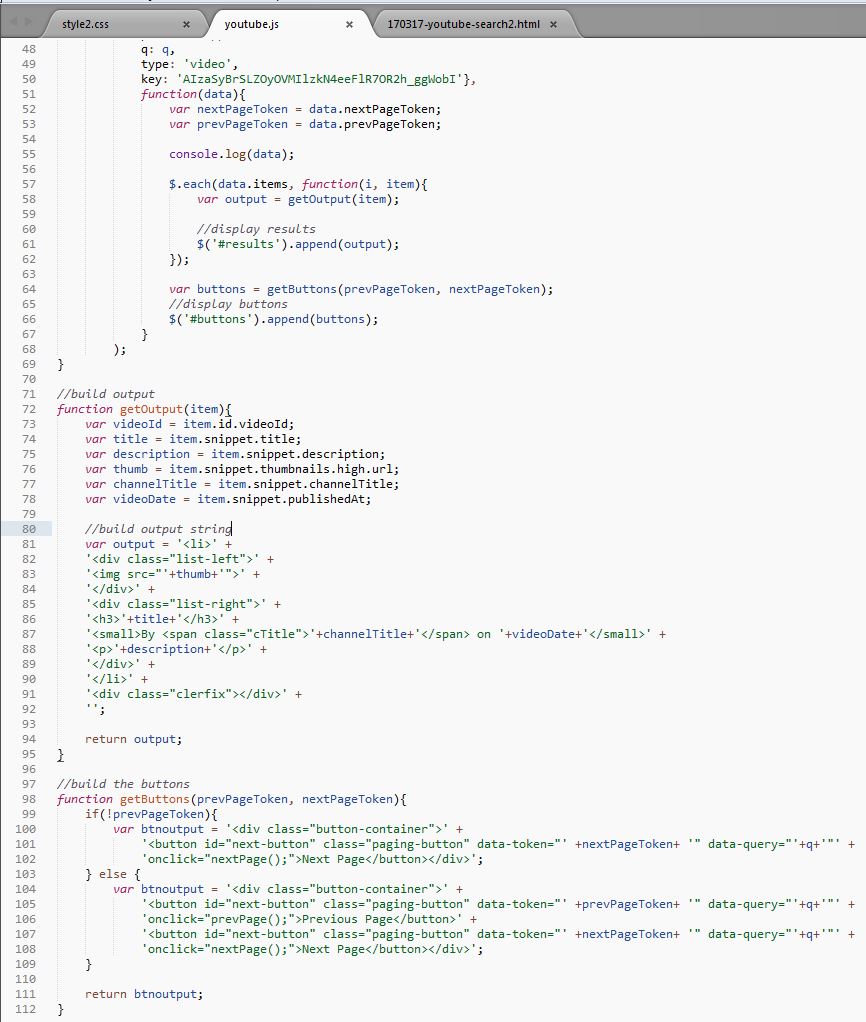 style2.css × youtube.js × 170317-youtube-search2.html ×
48 q: q,
49 type: 'video',
50 key: 'AIzaSyBrSLZOyOVMIlzkN4eeFlR7OR2h_ggWobI'},
51 function(data){
52 var nextPageToken = data.nextPageToken;
53 var prevPageToken = data.prevPageToken;
54
55 console.log(data);
56
57 $.each(data.items, function(i, item){
58 var output = getOutput(item);
59
60 //display results
61 $('#results').append(output);
62 });
63
64 var buttons = getButtons(prevPageToken, nextPageToken);
65 //display buttons
66 $('#buttons').append(buttons);
67 }
68 );
69 }
70
71 //build output
72 function getOutput(item){
73 var videoId = item.id.videoId;
74 var title = item.snippet.title;
75 var description = item.snippet.description;
76 var thumb = item.snippet.thumbnails.high.url;
77 var channelTitle = item.snippet.channelTitle;
78 var videoDate = item.snippet.publishedAt;
79
80 //build output string
81 var output = '<li>' +
82 '<div class="list-left">' +
83 '<img src="'+thumb+'">' +
84 '</div>' +
85 '<div class="list-right">' +
86 '<h3>'+title+'</h3>' +
87 '<small>By <span class="cTitle">'+channelTitle+'</span> on '+videoDate+'</small>' +
88 '<p>'+description+'</p>' +
89 '</div>' +
90 '</li>' +
91 '<div class="clerfix"></div>' +
92 '';
93
94 return output;
95 }
96
97 //build the buttons
98 function getButtons(prevPageToken, nextPageToken){
99 if(!prevPageToken){
100 var btnoutput = '<div class="button-container">' +
101 '<button id="next-button" class="paging-button" data-token="' +nextPageToken+ '" data-query="'+q+'"' +
102 'onclick="nextPage();">Next Page</button></div>';
103 } else {
104 var btnoutput = '<div class="button-container">' +
105 '<button id="next-button" class="paging-button" data-token="' +prevPageToken+ '" data-query="'+q+'"' +
106 'onclick="prevPage();">Previous Page</button>' +
107 '<button id="next-button" class="paging-button" data-token="' +nextPageToken+ '" data-query="'+q+'"' +
108 'onclick="nextPage();">Next Page</button></div>';
109 }
110
111 return btnoutput;
112 }